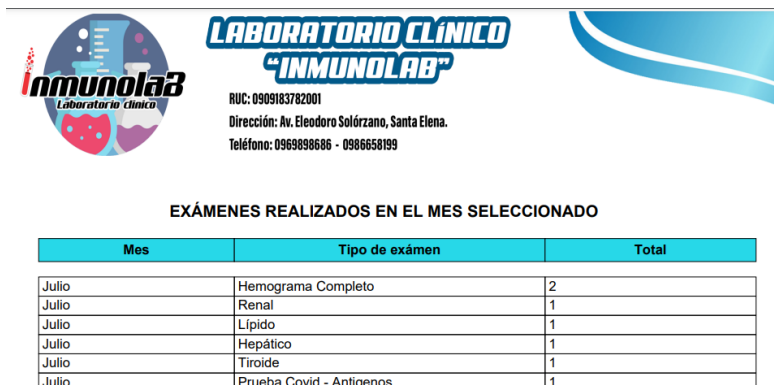 LABORATORIO CLÍNICO
“INMUNOLAB”
inmunolaB
Laboratorio clínico
RUC: 0909183782001
Dirección: Av. Eleodoro Solórzano, Santa Elena.
Teléfono: 0969898686 - 0986658199
EXÁMENES REALIZADOS EN EL MES SELECCIONADO
Mes Tipo de exámen Total
Julio Hemograma Completo 2
Julio Renal 1
Julio Lípido 1
Julio Hepático 1
Julio Tiroide 1
Julio Prueba Covid - Antigenos 1